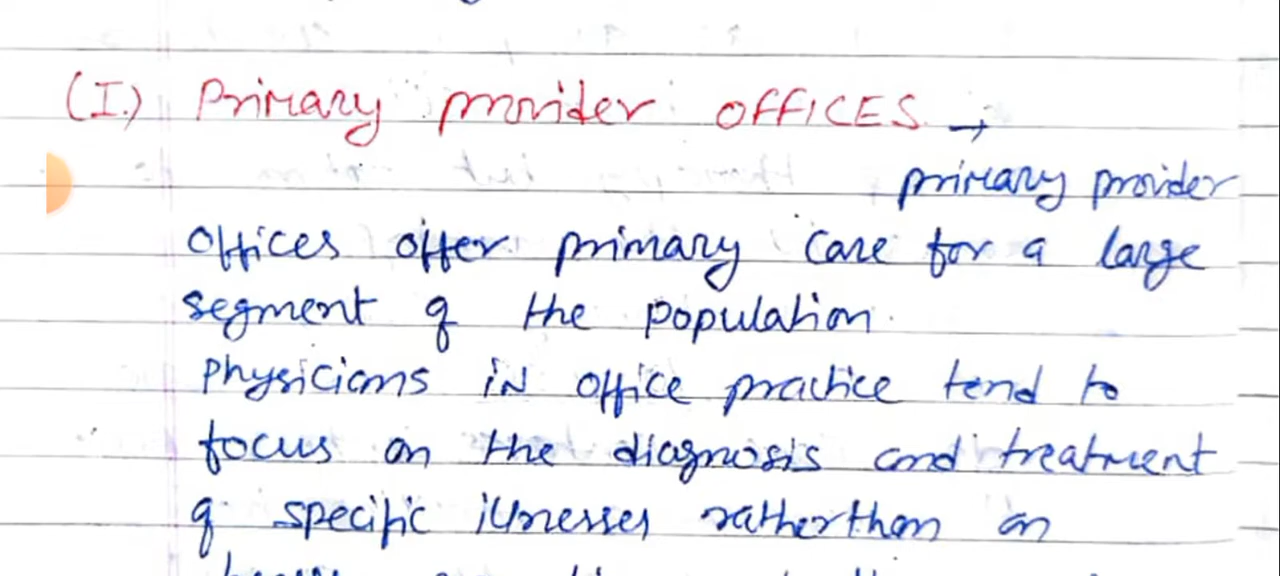 (I.) Primary provider OFFICES →
primary provider
offices offer primary care for a large
segment of the population.
Physicians in office practice tend to
focus on the diagnosis and treatment
of specific illnesses rather than on